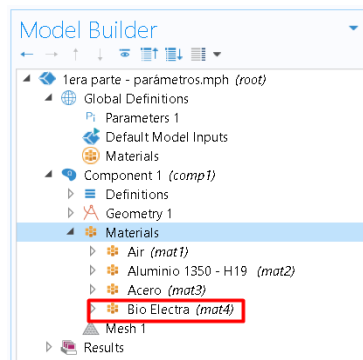 Model Builder
1era parte - parámetros.mph (root)
Global Definitions
Pi Parameters 1
Default Model Inputs
Materials
Component 1 (comp1)
Definitions
Geometry 1
Materials
Air (mat1)
Aluminio 1350 - H19 (mat2)
Acero (mat3)
Bio Electra (mat4)
Mesh 1
Results